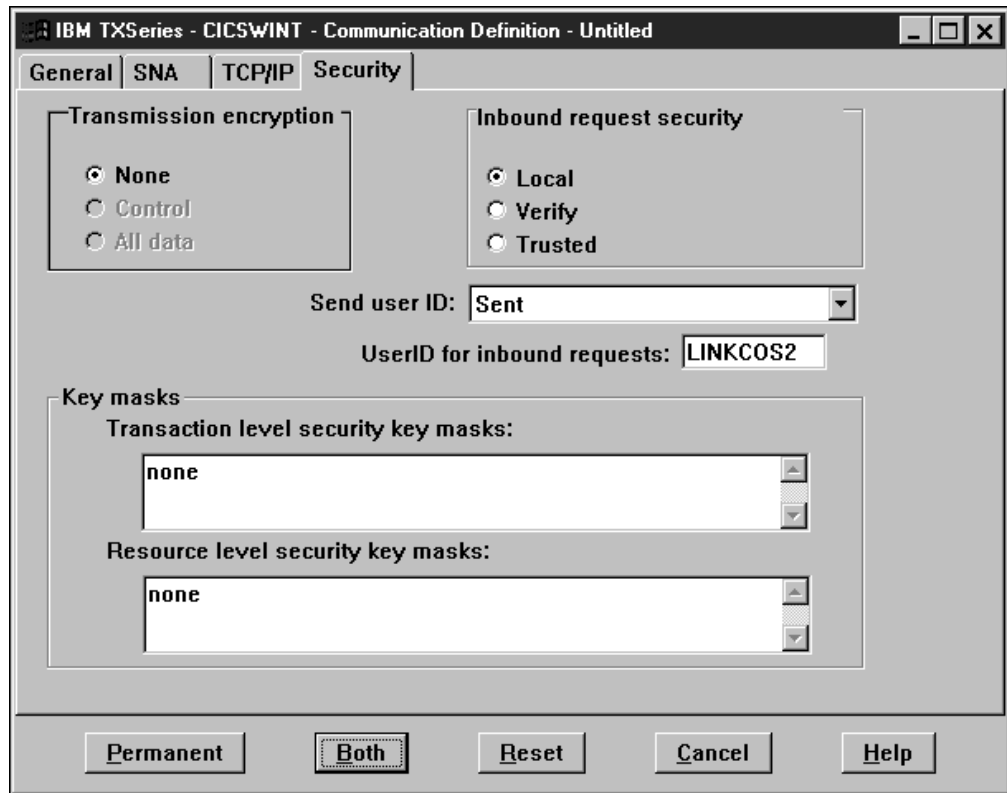 IBM TXSeries - CICSWINT - Communication Definition - Untitled
General SNA TCP/IP Security
Transmission encryption Inbound request security
None Local
Control Verify
All data Trusted
Send user ID: Sent
UserID for inbound requests: LINKCOS2
Key masks
Transaction level security key masks:
none
Resource level security key masks:
none
Permanent Both Reset Cancel Help